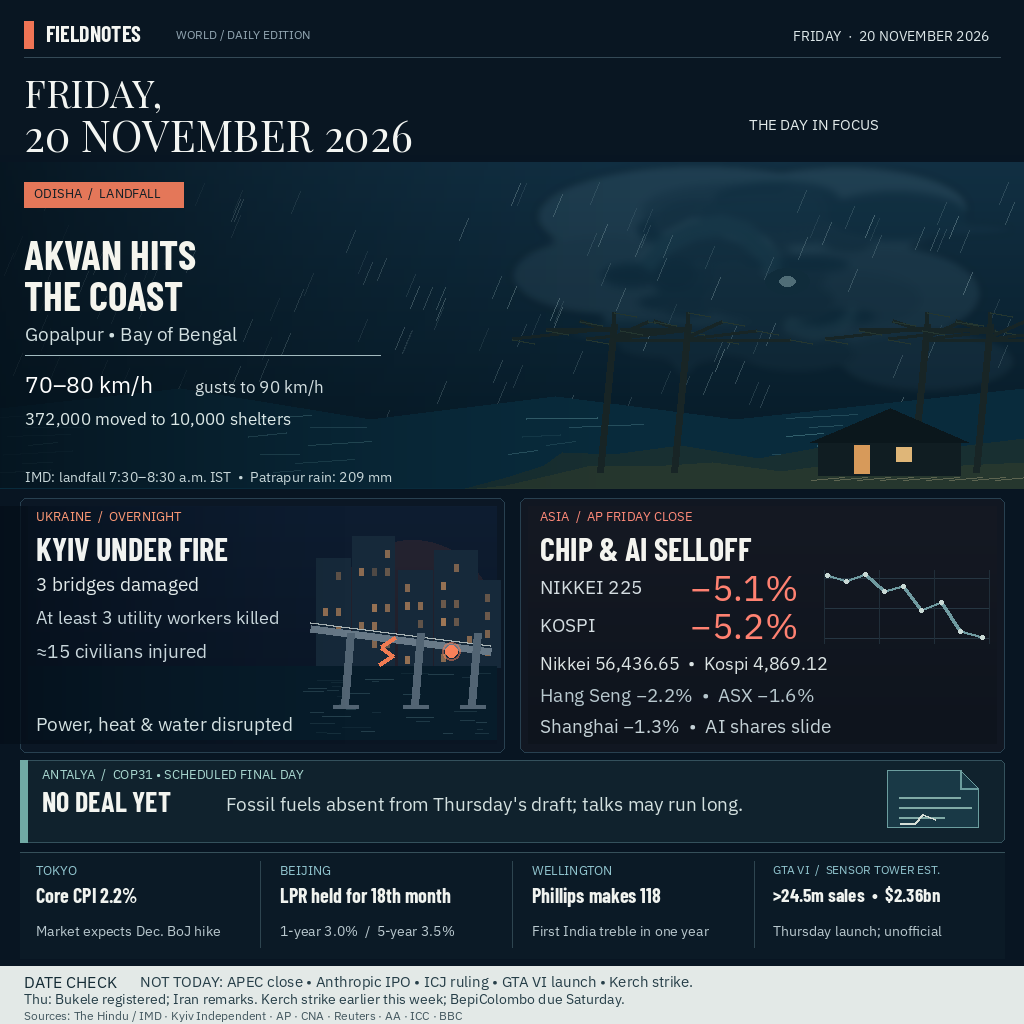 FIELDNOTES
WORLD / DAILY EDITION
FRIDAY · 20 NOVEMBER 2026
FRIDAY,
20 NOVEMBER 2026
THE DAY IN FOCUS
ODISHA / LANDFALL
AKVAN HITS
THE COAST
Gopalpur • Bay of Bengal
70–80 km/h gusts to 90 km/h
372,000 moved to 10,000 shelters
IMD: landfall 7:30–8:30 a.m. IST • Patrapur rain: 209 mm
UKRAINE / OVERNIGHT
KYIV UNDER FIRE
3 bridges damaged
At least 3 utility workers killed
≈15 civilians injured
Power, heat & water disrupted
ASIA / AP FRIDAY CLOSE
CHIP & AI SELLOFF
NIKKEI 225 −5.1%
KOSPI −5.2%
Nikkei 56,436.65 • Kospi 4,869.12
Hang Seng −2.2% • ASX −1.6%
Shanghai −1.3% • AI shares slide
ANTALYA / COP31 • SCHEDULED FINAL DAY
NO DEAL YET Fossil fuels absent from Thursday's draft; talks may run long.
TOKYO
Core CPI 2.2%
Market expects Dec. BoJ hike
BEIJING
LPR held for 18th month
1-year 3.0% / 5-year 3.5%
WELLINGTON
Phillips makes 118
First India treble in one year
GTA VI / SENSOR TOWER EST.
>24.5m sales • $2.36bn
Thursday launch; unofficial
DATE CHECK NOT TODAY: APEC close • Anthropic IPO • ICJ ruling • GTA VI launch • Kerch strike.
Thu: Bukele registered; Iran remarks. Kerch strike earlier this week; BepiColombo due Saturday.
Sources: The Hindu / IMD · Kyiv Independent · AP · CNA · Reuters · AA · ICC · BBC